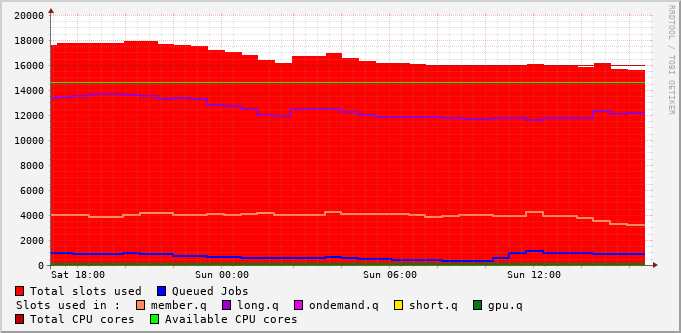 20000
18000
16000
14000
12000
10000
8000
6000
4000
2000
0
Sat 18:00 Sun 00:00 Sun 06:00 Sun 12:00
RRDTOOL / TOBI OETIKER
Total slots used Queued Jobs
Slots used in : member.q long.q ondemand.q short.q gpu.q
Total CPU cores Available CPU cores